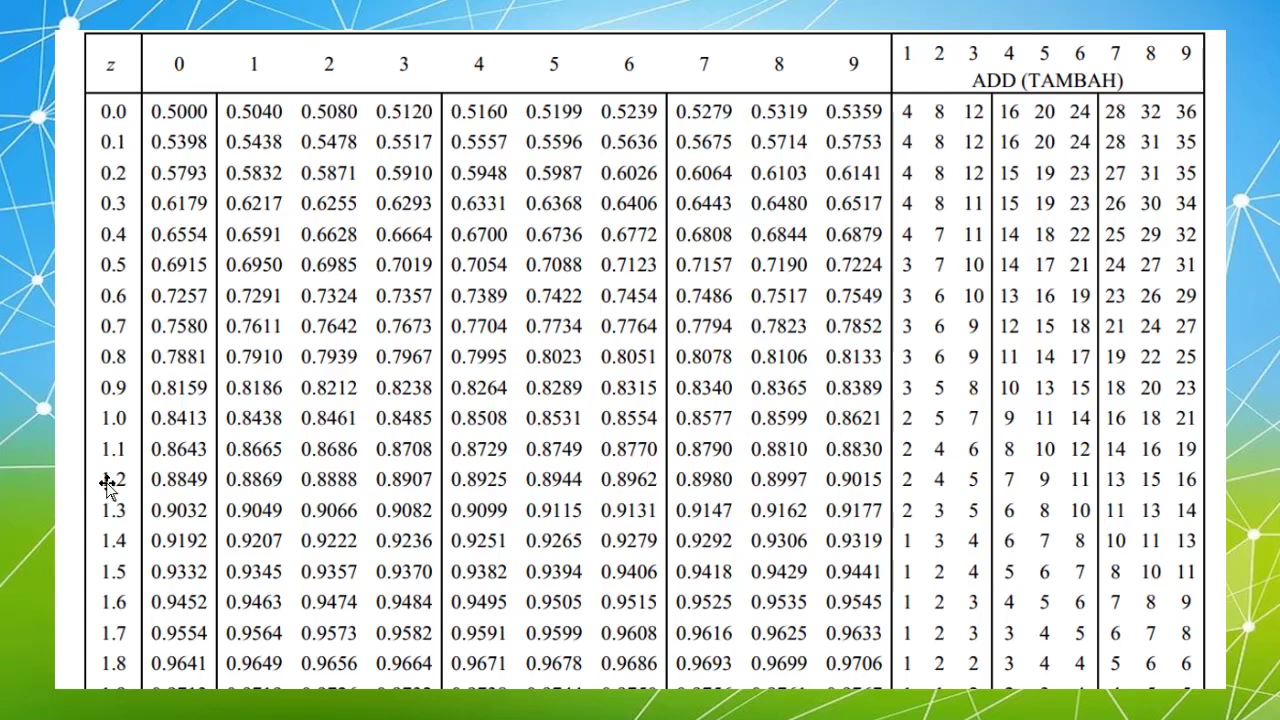 z 0 1 2 3 4 5 6 7 8 9 1 2 3 4 5 6 7 8 9
ADD (TAMBAH)
0.0 0.5000 0.5040 0.5080 0.5120 0.5160 0.5199 0.5239 0.5279 0.5319 0.5359 4 8 12 16 20 24 28 32 36
0.1 0.5398 0.5438 0.5478 0.5517 0.5557 0.5596 0.5636 0.5675 0.5714 0.5753 4 8 12 16 20 24 28 31 35
0.2 0.5793 0.5832 0.5871 0.5910 0.5948 0.5987 0.6026 0.6064 0.6103 0.6141 4 8 12 15 19 23 27 31 35
0.3 0.6179 0.6217 0.6255 0.6293 0.6331 0.6368 0.6406 0.6443 0.6480 0.6517 4 8 11 15 19 23 26 30 34
0.4 0.6554 0.6591 0.6628 0.6664 0.6700 0.6736 0.6772 0.6808 0.6844 0.6879 4 7 11 14 18 22 25 29 32
0.5 0.6915 0.6950 0.6985 0.7019 0.7054 0.7088 0.7123 0.7157 0.7190 0.7224 3 7 10 14 17 21 24 27 31
0.6 0.7257 0.7291 0.7324 0.7357 0.7389 0.7422 0.7454 0.7486 0.7517 0.7549 3 6 10 13 16 19 23 26 29
0.7 0.7580 0.7611 0.7642 0.7673 0.7704 0.7734 0.7764 0.7794 0.7823 0.7852 3 6 9 12 15 18 21 24 27
0.8 0.7881 0.7910 0.7939 0.7967 0.7995 0.8023 0.8051 0.8078 0.8106 0.8133 3 6 9 11 14 17 19 22 25
0.9 0.8159 0.8186 0.8212 0.8238 0.8264 0.8289 0.8315 0.8340 0.8365 0.8389 3 5 8 10 13 15 18 20 23
1.0 0.8413 0.8438 0.8461 0.8485 0.8508 0.8531 0.8554 0.8577 0.8599 0.8621 2 5 7 9 11 14 16 18 21
1.1 0.8643 0.8665 0.8686 0.8708 0.8729 0.8749 0.8770 0.8790 0.8810 0.8830 2 4 6 8 10 12 14 16 19
0.8849 0.8869 0.8888 0.8907 0.8925 0.8944 0.8962 0.8980 0.8997 0.9015 2 4 5 7 9 11 13 15 16
1.3 0.9032 0.9049 0.9066 0.9082 0.9099 0.9115 0.9131 0.9147 0.9162 0.9177 2 3 5 6 8 10 11 13 14
1.4 0.9192 0.9207 0.9222 0.9236 0.9251 0.9265 0.9279 0.9292 0.9306 0.9319 1 3 4 6 7 8 10 11 13
1.5 0.9332 0.9345 0.9357 0.9370 0.9382 0.9394 0.9406 0.9418 0.9429 0.9441 1 2 4 5 6 7 8 10 11
1.6 0.9452 0.9463 0.9474 0.9484 0.9495 0.9505 0.9515 0.9525 0.9535 0.9545 1 2 3 4 5 6 7 8 9
1.7 0.9554 0.9564 0.9573 0.9582 0.9591 0.9599 0.9608 0.9616 0.9625 0.9633 1 2 3 3 4 5 6 7 8
1.8 0.9641 0.9649 0.9656 0.9664 0.9671 0.9678 0.9686 0.9693 0.9699 0.9706 1 2 2 3 4 4 5 6 6